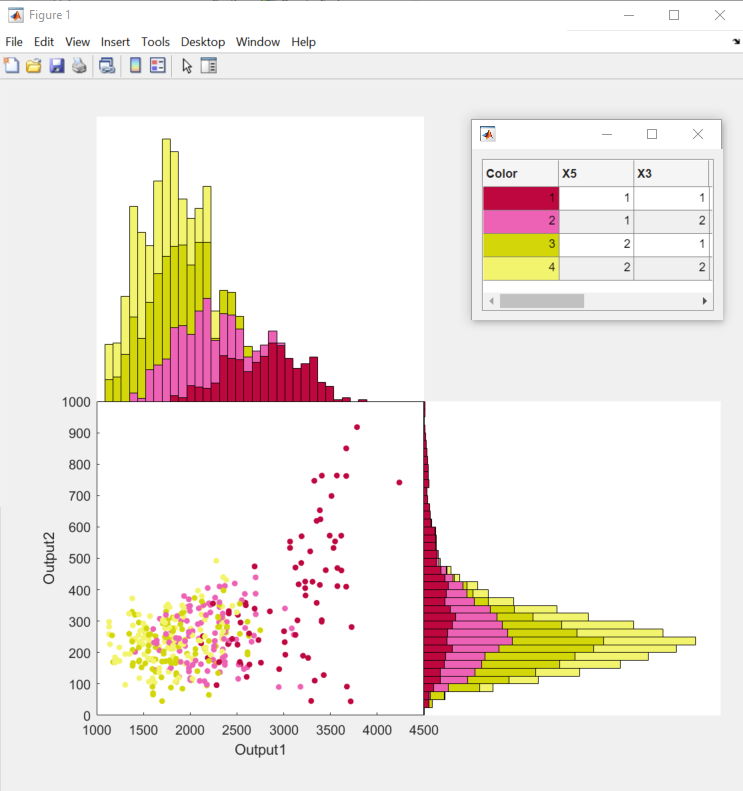 Figure 1
File Edit View Insert Tools Desktop Window Help
Color X5 X3
1 1 1
2 1 2
3 2 1
4 2 2
1000
900
800
700
600
500
400
300
200
100
0
Output2
1000 1500 2000 2500 3000 3500 4000 4500
Output1